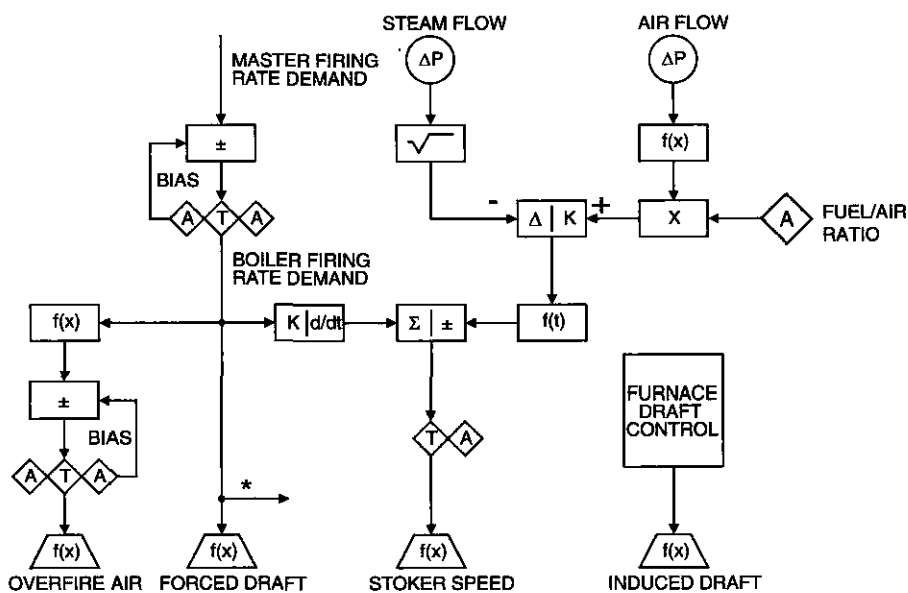 STEAM FLOW
AIR FLOW
ΔP
ΔP
MASTER FIRING
RATE DEMAND
±
√
f(x)
BIAS
A
T
A
-
Δ | K
+
X
A
FUEL/AIR
RATIO
BOILER FIRING
RATE DEMAND
f(x)
K | d/dt
Σ | ±
f(t)
±
BIAS
FURNACE
DRAFT
CONTROL
A
T
A
T
A
*
f(x)
f(x)
f(x)
f(x)
OVERFIRE AIR
FORCED DRAFT
STOKER SPEED
INDUCED DRAFT